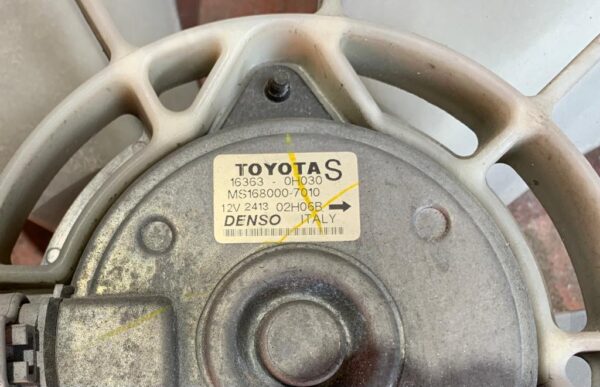 TOYOTA S
16363 - 0H030
MS168000-7010
12V 2413 02H06B →
DENSO ITALY